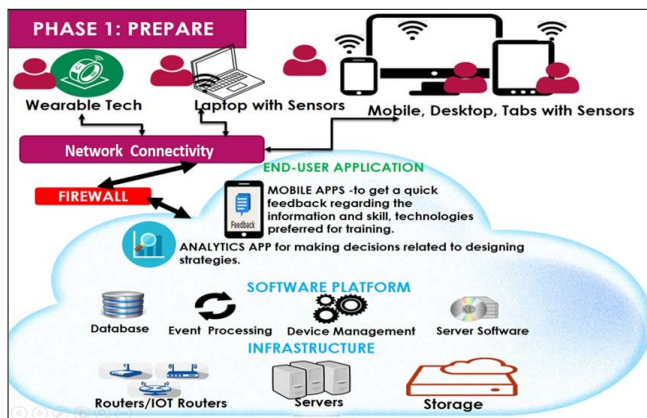 PHASE 1: PREPARE
Wearable Tech
Laptop with Sensors
Mobile, Desktop, Tabs with Sensors
Network Connectivity
END-USER APPLICATION
FIREWALL
Feedback
MOBILE APPS -to get a quick
feedback regarding the
information and skill, technologies
preferred for training.
ANALYTICS APP for making decisions related to designing
strategies.
SOFTWARE PLATFORM
Database
Event Processing
Device Management
Server Software
INFRASTRUCTURE
Routers/IOT Routers
Servers
Storage